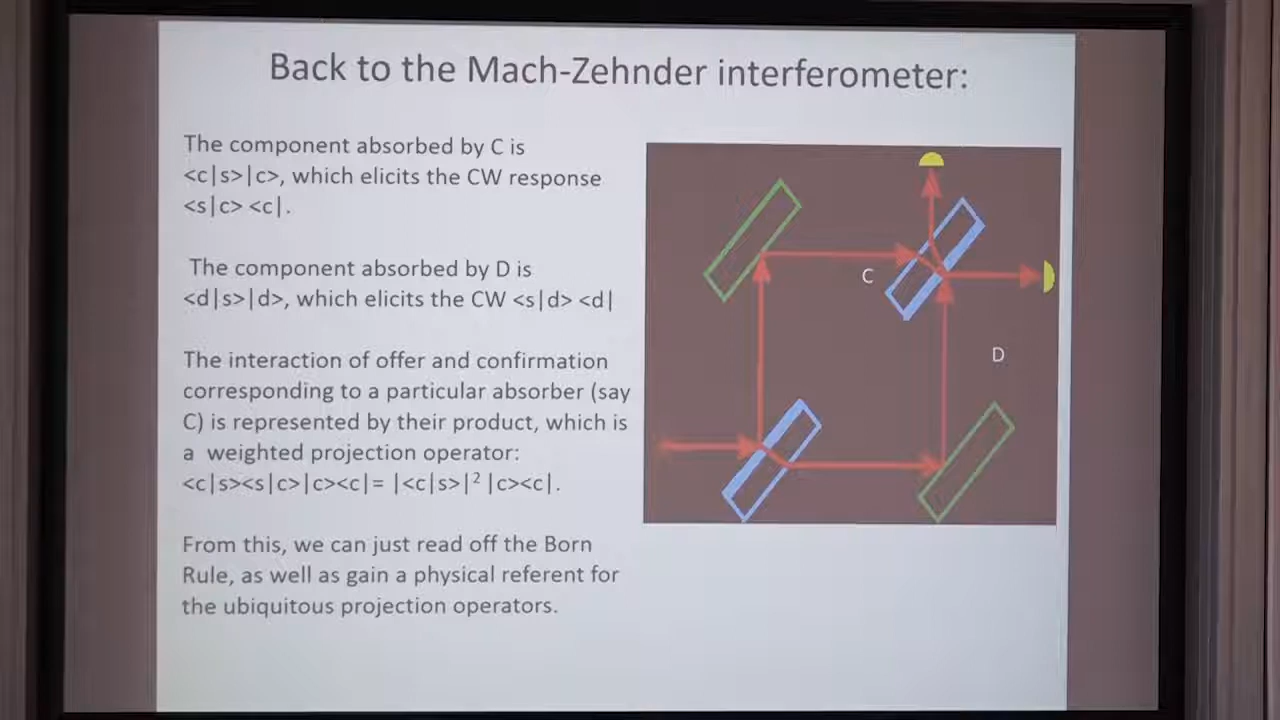 Back to the Mach-Zehnder interferometer:
The component absorbed by C is
<c|s>|c>, which elicits the CW response
<s|c> <c|.
The component absorbed by D is
<d|s>|d>, which elicits the CW <s|d> <d|
The interaction of offer and confirmation
corresponding to a particular absorber (say
C) is represented by their product, which is
a weighted projection operator:
<c|s><s|c>|c><c|= |<c|s>|² |c><c|.
From this, we can just read off the Born
Rule, as well as gain a physical referent for
the ubiquitous projection operators.
C
D